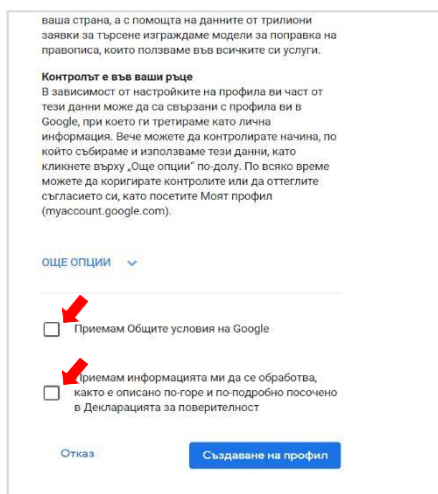 ваша страна, а с помощта на данните от трилиони
заявки за търсене изграждаме модели за поправка на
правописа, които ползваме във всичките си услуги.
Контролът е във ваши ръце
В зависимост от настройките на профила ви част от
тези данни може да са свързани с профила ви в
Google, при което ги третираме като лична
информация. Вече можете да контролирате начина, по
който събираме и използваме тези данни, като
кликнете върху „Още опции“ по-долу. По всяко време
можете да коригирате контролите или да оттеглите
съгласието си, като посетите Моят профил
(myaccount.google.com).
ОЩЕ ОПЦИИ
Приемам Общите условия на Google
Приемам информацията ми да се обработва,
както е описано по-горе и по-подробно посочено
в Декларацията за поверителност
Отказ
Създаване на профил